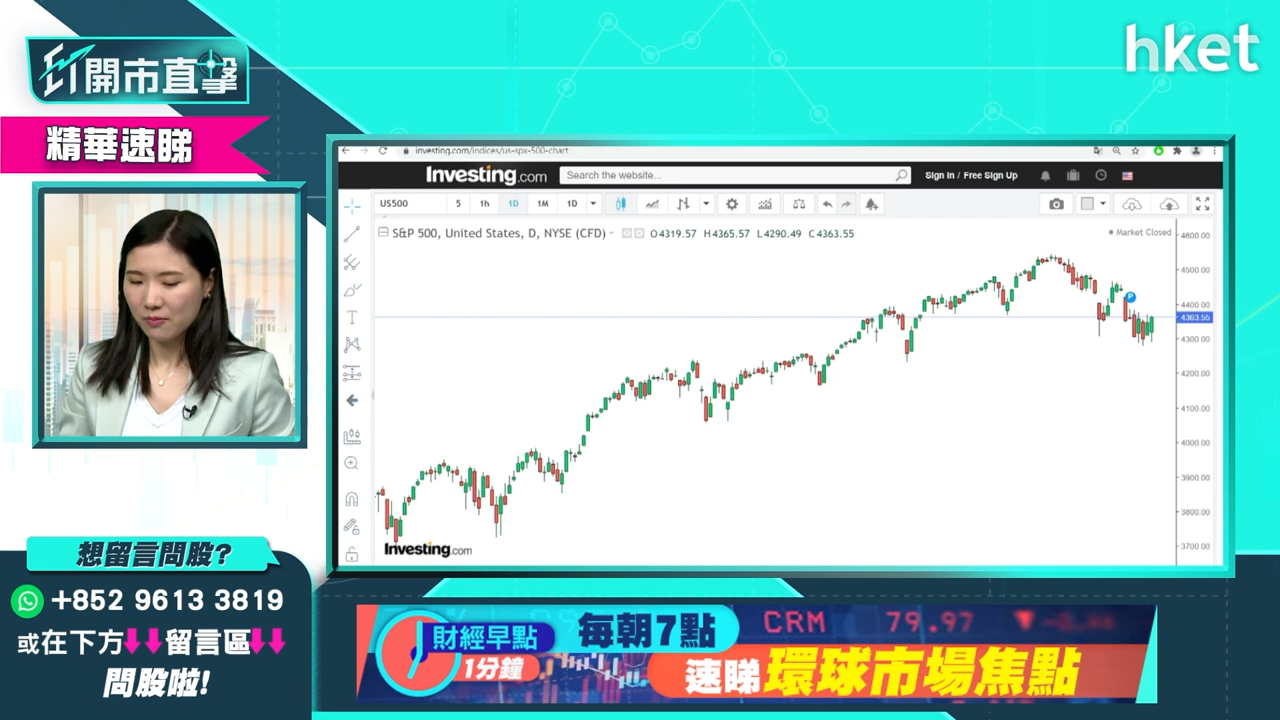 hket
ET開市直擊
精華速睇
investing.com/indices/us-spx-500-chart
Investing.com
Search the website...
Sign In / Free Sign Up
US500
5
1h
1D
1M
1D
S&P 500, United States, D, NYSE (CFD)
O4319.57 H4365.57 L4290.49 C4363.55
Market Closed
4600.00
4500.00
4400.00
4363.55
4300.00
4200.00
4100.00
4000.00
3900.00
3800.00
3700.00
T
P
Investing.com
想留言問股?
+852 9613 3819
或在下方留言區
問股啦!
財經早點
1分鐘
每朝7點
CRM 79.97
速睇環球市場焦點